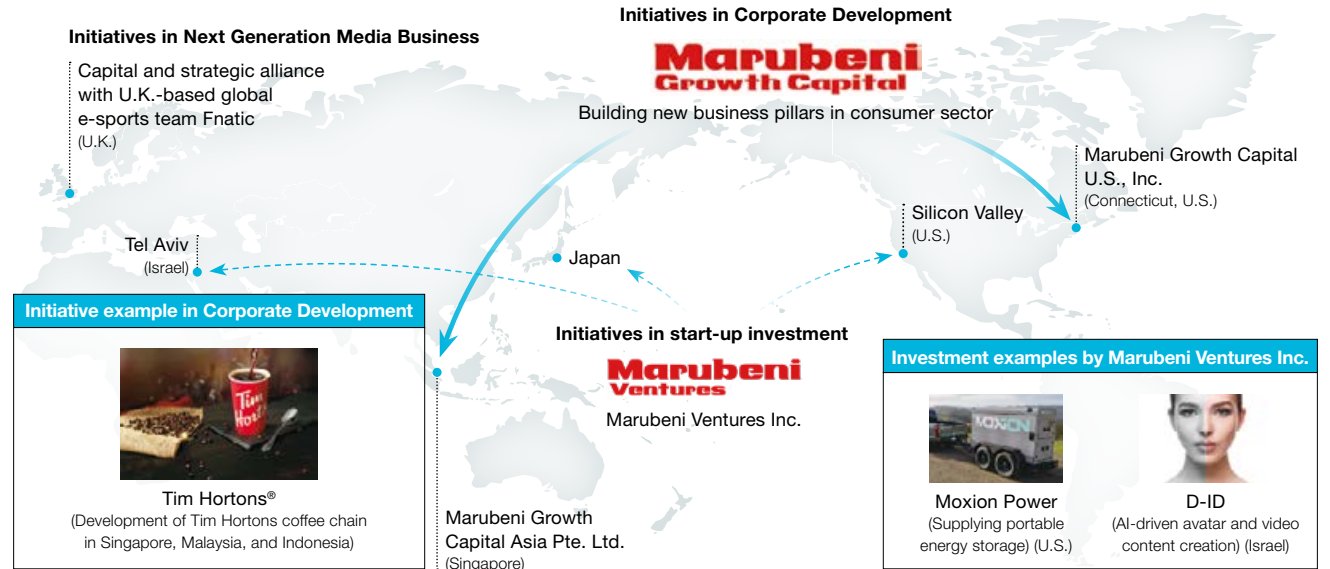 Initiatives in Corporate Development
Marubeni
Growth Capital
Building new business pillars in consumer sector
Initiatives in Next Generation Media Business
Capital and strategic alliance
with U.K.-based global
e-sports team Fnatic
(U.K.)
Marubeni Growth Capital
U.S., Inc.
(Connecticut, U.S.)
Silicon Valley
(U.S.)
Tel Aviv
(Israel)
Japan
Initiative example in Corporate Development
Tim Hortons
Tim Hortons®
(Development of Tim Hortons coffee chain
in Singapore, Malaysia, and Indonesia)
Initiatives in start-up investment
Marubeni
Ventures
Marubeni Ventures Inc.
Marubeni Growth
Capital Asia Pte. Ltd.
(Singapore)
Investment examples by Marubeni Ventures Inc.
MOXION
Moxion Power
(Supplying portable
energy storage) (U.S.)
D-ID
(AI-driven avatar and video
content creation) (Israel)